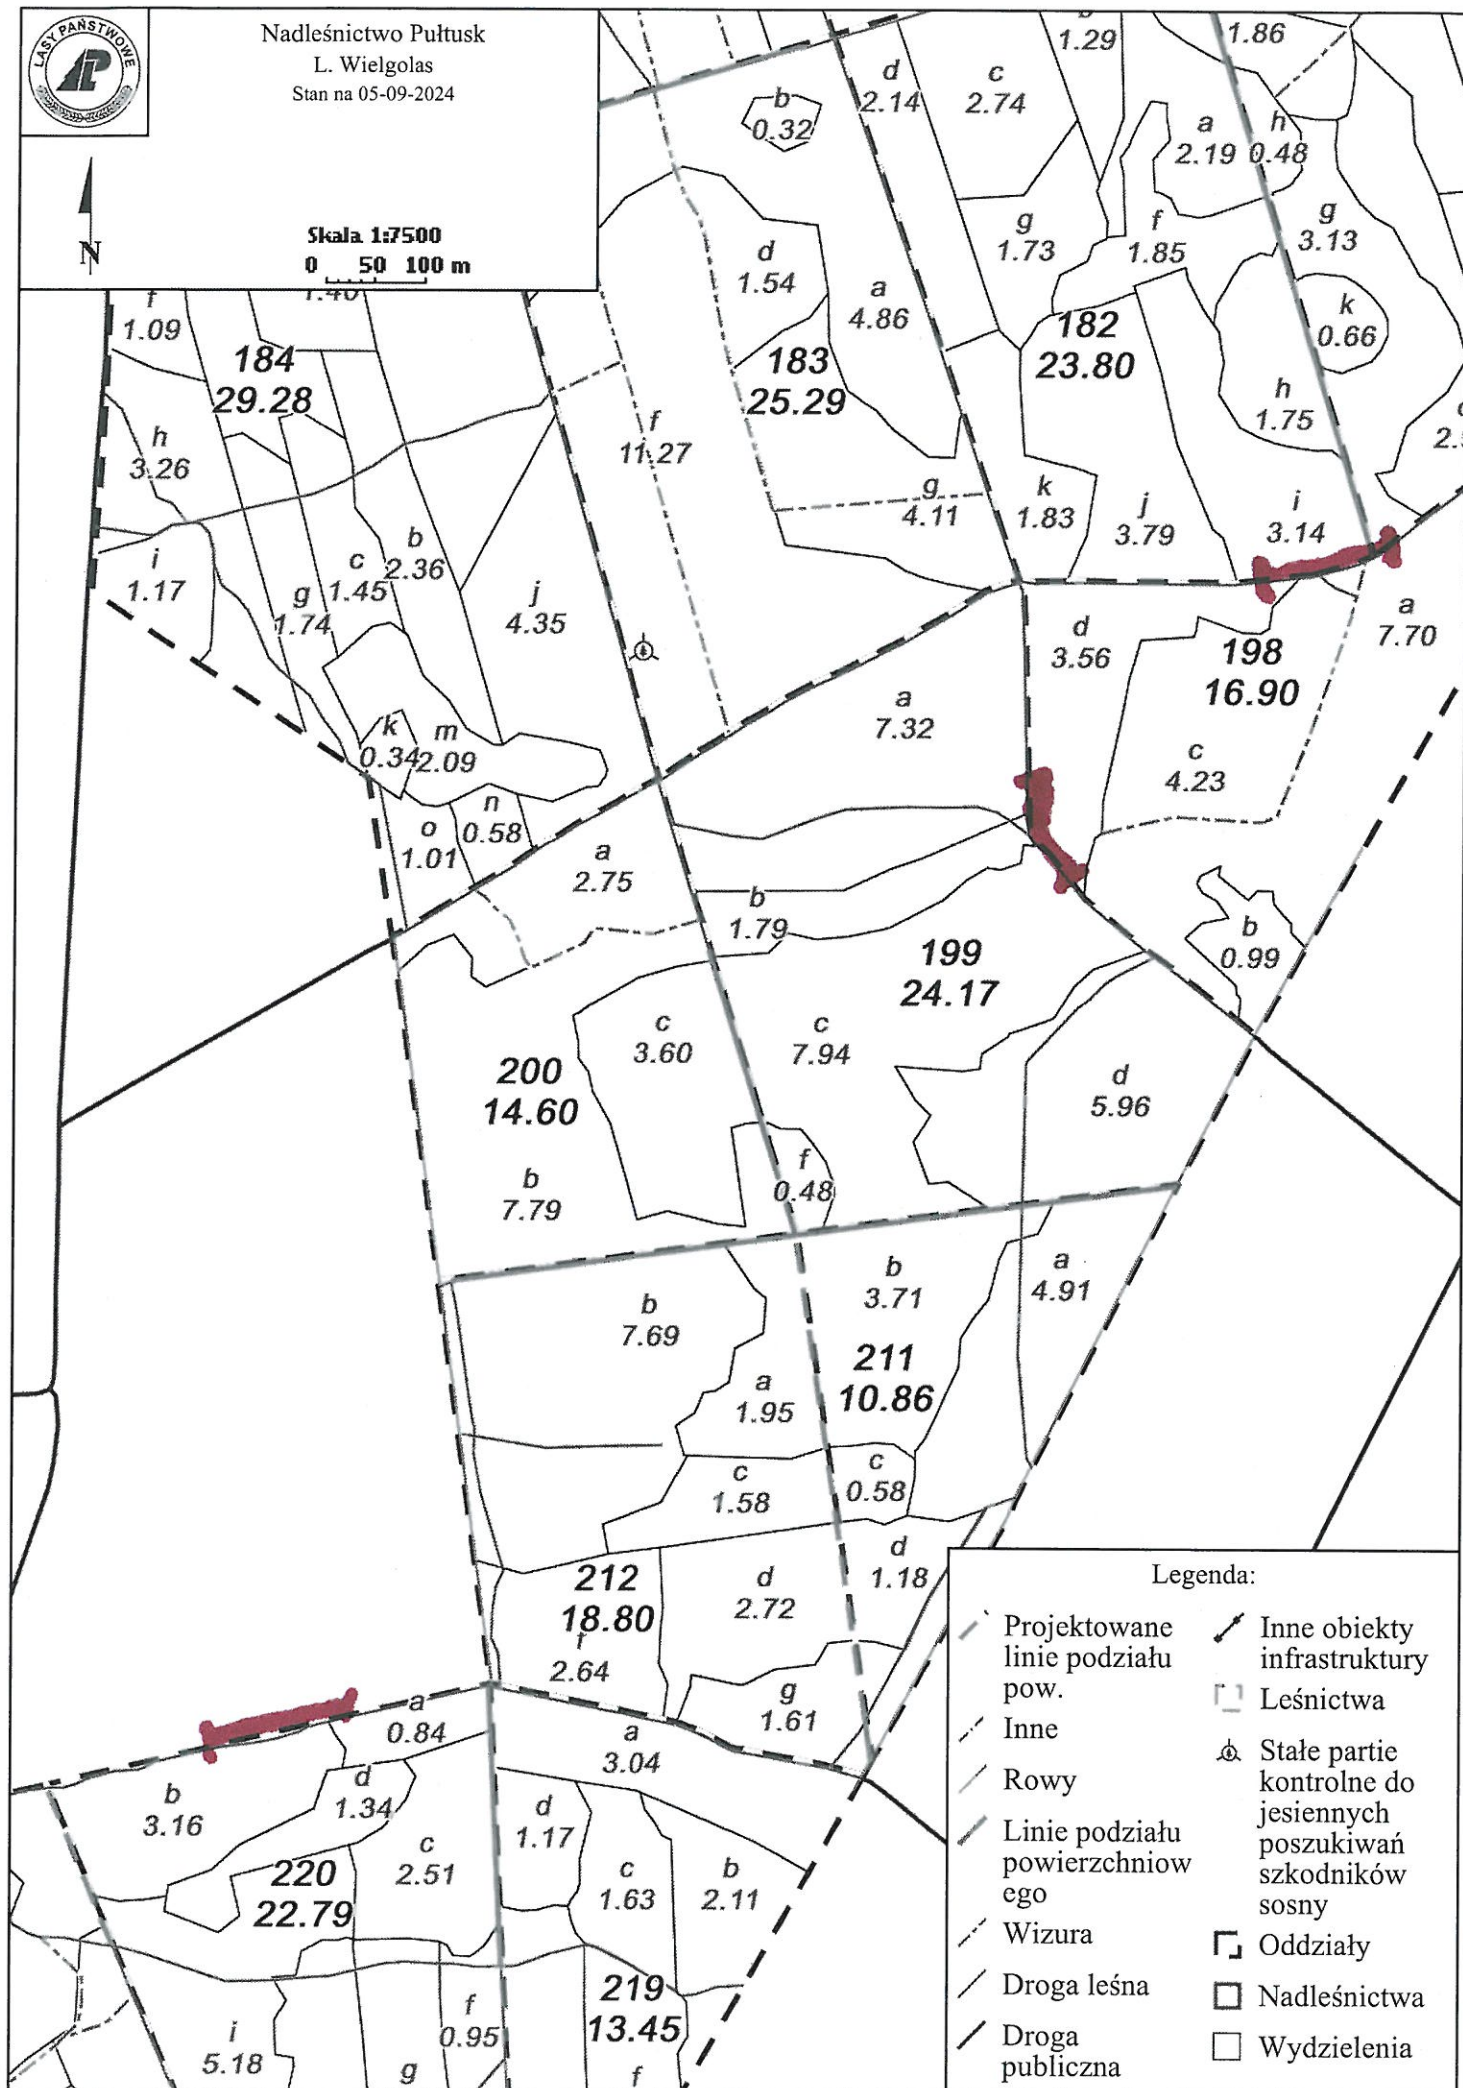 LASY PAŃSTWOWE
Nadleśnictwo Pułtusk
L. Wielgolas
Stan na 05-09-2024
N
Skala 1:7500
0 50 100 m
1.29
1.86
d
2.14
c
2.74
b
0.32
a
2.19
h
0.48
g
1.73
f
1.85
g
3.13
d
1.54
a
4.86
k
0.66
f
1.09
1.40
184
29.28
183
25.29
182
23.80
h
1.75
h
3.26
f
11.27
g
4.11
k
1.83
j
3.79
i
3.14
i
1.17
g
1.74
c
1.45
b
2.36
j
4.35
d
3.56
198
16.90
a
7.70
a
7.32
k
0.34
m
2.09
c
4.23
o
1.01
n
0.58
a
2.75
b
1.79
199
24.17
b
0.99
200
14.60
c
3.60
c
7.94
d
5.96
b
7.79
f
0.48
b
7.69
b
3.71
a
4.91
211
10.86
a
1.95
c
1.58
c
0.58
212
18.80
f
2.64
d
2.72
d
1.18
g
1.61
a
0.84
a
3.04
b
3.16
d
1.34
c
2.51
d
1.17
c
1.63
b
2.11
220
22.79
219
13.45
i
5.18
g
f
0.95
f
Legenda:
Projektowane
linie podziału
pow.
Inne
Rowy
Linie podziału
powierzchniow
ego
Wizura
Droga leśna
Droga
publiczna
Inne obiekty
infrastruktury
Leśnictwa
Stałe partie
kontrolne do
jesiennych
poszukiwań
szkodników
sosny
Oddziały
Nadleśnictwa
Wydzielenia